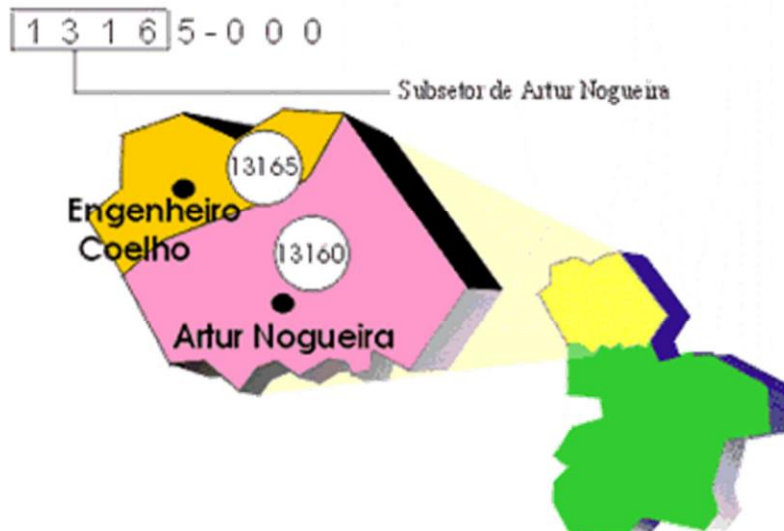 1 3 1 6 5 - 0 0 0
Subsetor de Artur Nogueira
13165
Engenheiro
Coelho
13160
Artur Nogueira